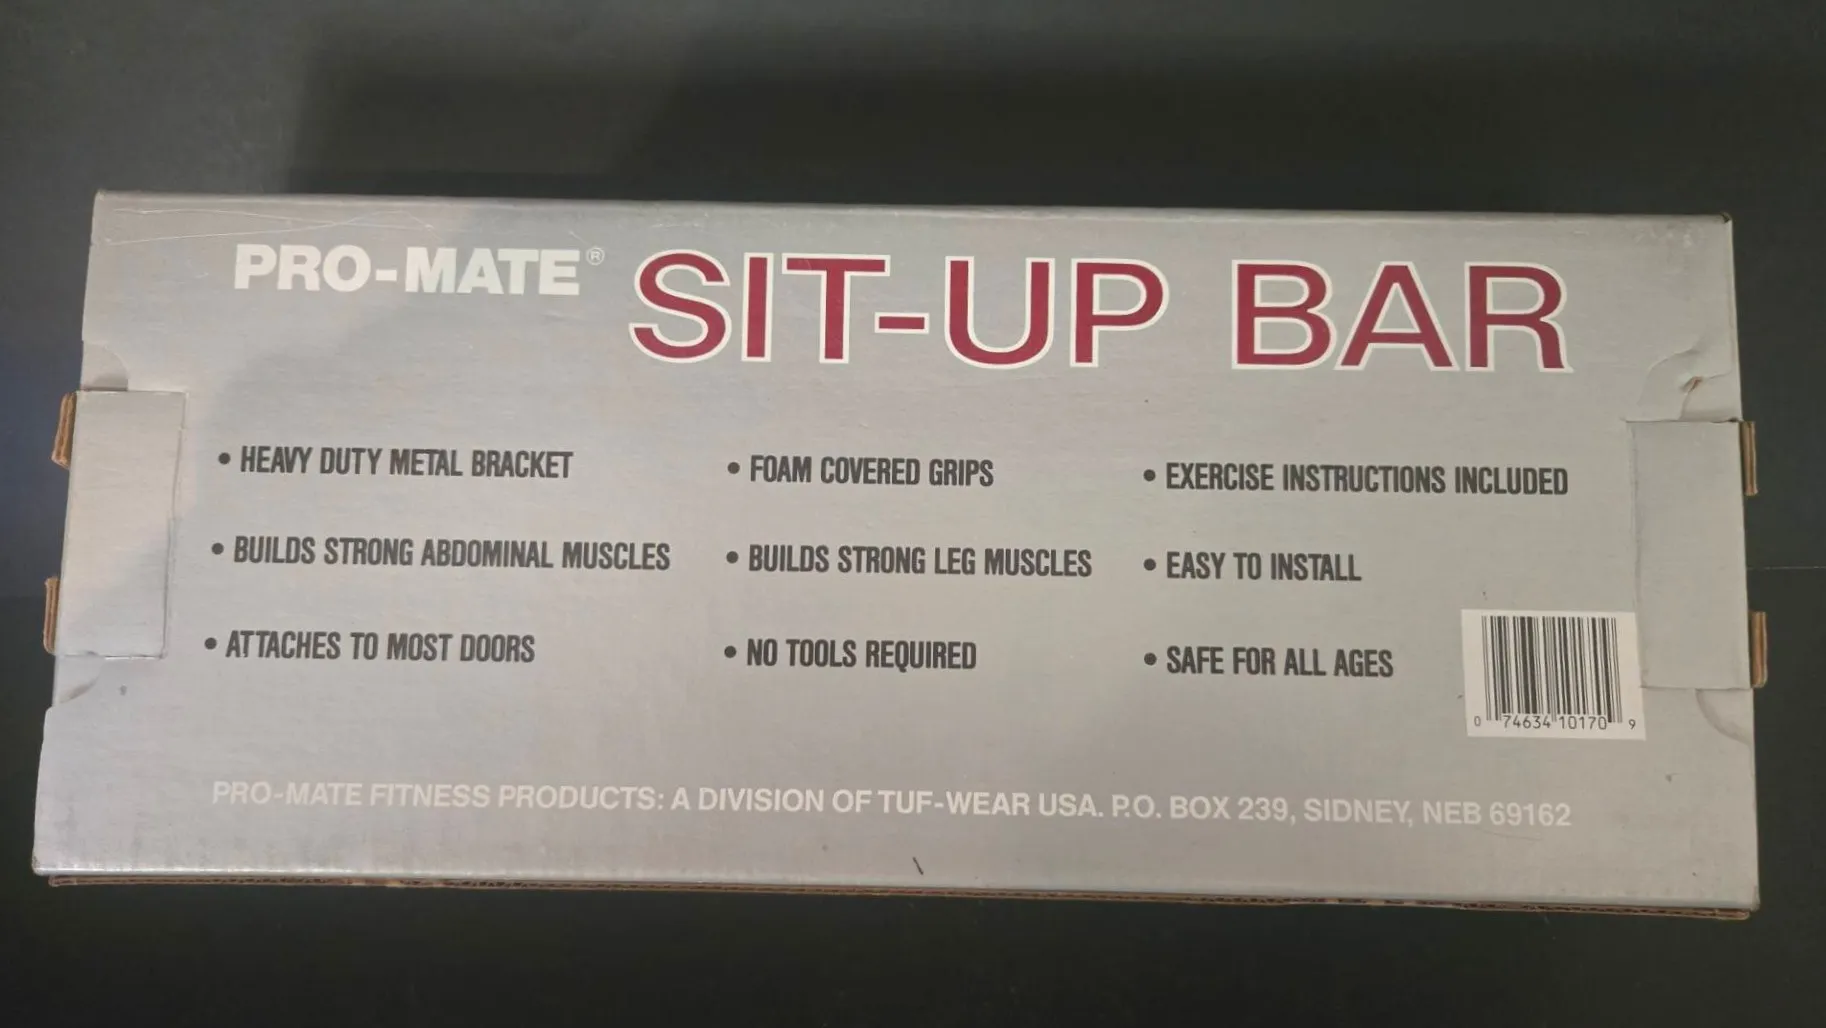 PRO-MATE® SIT-UP BAR
• HEAVY DUTY METAL BRACKET
• FOAM COVERED GRIPS
• EXERCISE INSTRUCTIONS INCLUDED
• BUILDS STRONG ABDOMINAL MUSCLES
• BUILDS STRONG LEG MUSCLES
• EASY TO INSTALL
• ATTACHES TO MOST DOORS
• NO TOOLS REQUIRED
• SAFE FOR ALL AGES
0 74634 10170 9
PRO-MATE FITNESS PRODUCTS: A DIVISION OF TUF-WEAR USA. P.O. BOX 239, SIDNEY, NEB 69162